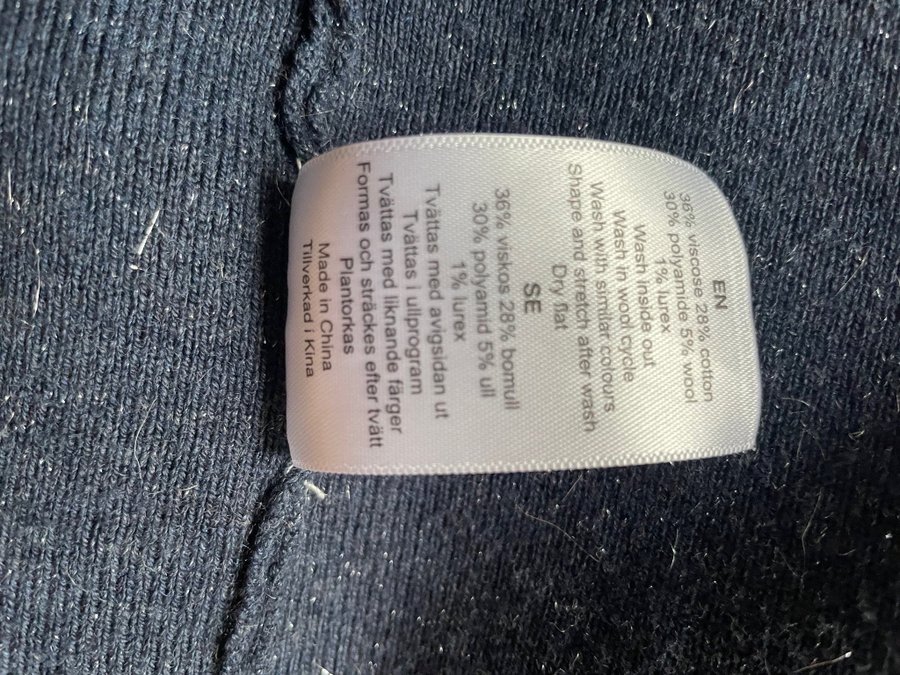 EN
36% viscose 28% cotton
30% polyamide 5% wool
1% lurex
Wash inside out
Wash in wool cycle
Wash with similar colours
Shape and stretch after wash
Dry flat
SE
36% viskos 28% bomull
30% polyamid 5% ull
1% lurex
Tvättas med avigsidan ut
Tvättas i ullprogram
Tvättas med liknande färger
Formas och sträckes efter tvätt
Plantorkas
Made in China
Tillverkad i Kina